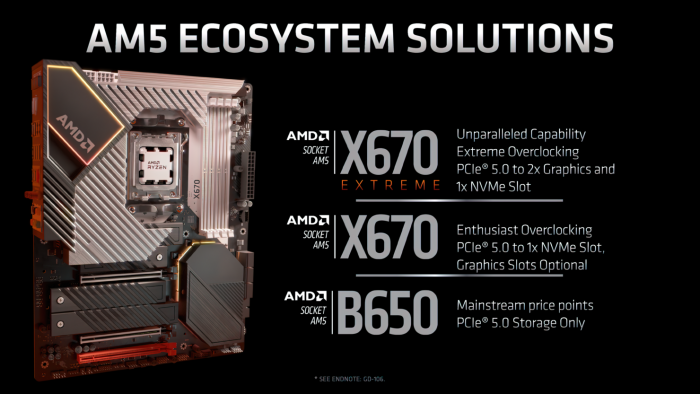 AM5 ECOSYSTEM SOLUTIONS
AMD
AMD
RYZEN
X670
AMD
SOCKET
AM5
X670
EXTREME
Unparalleled Capability
Extreme Overclocking
PCIe® 5.0 to 2x Graphics and
1x NVMe Slot
AMD
SOCKET
AM5
X670
Enthusiast Overclocking
PCIe® 5.0 to 1x NVMe Slot,
Graphics Slots Optional
AMD
SOCKET
AM5
B650
Mainstream price points
PCIe® 5.0 Storage Only
* SEE ENDNOTE: GD-106.